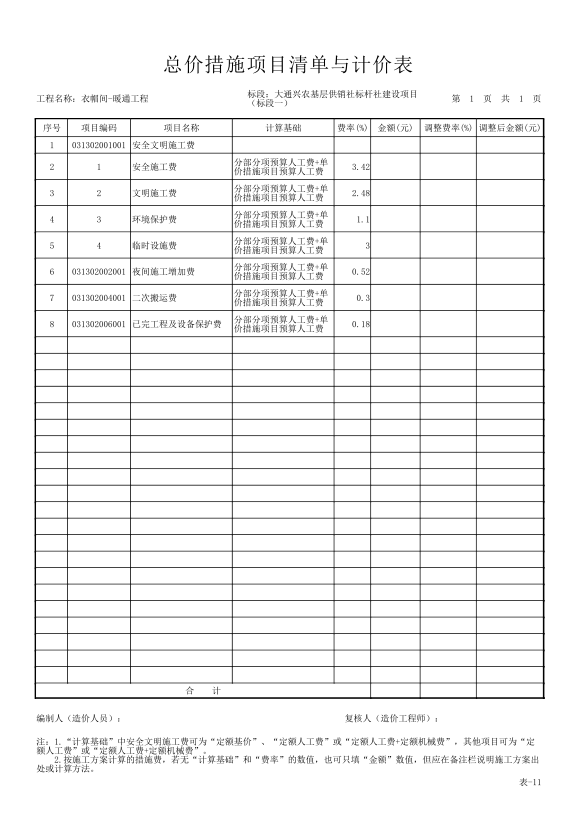 总价措施项目清单与计价表
工程名称：衣帽间-暖通工程
标段：大通兴农基层供销社标杆社建设项目
（标段一）
第 1 页 共 1 页
序号 项目编码 项目名称 计算基础 费率(%) 金额(元) 调整费率(%) 调整后金额(元)
1 031302001001 安全文明施工费
2 1 安全施工费 分部分项预算人工费+单
价措施项目预算人工费 3.42
3 2 文明施工费 分部分项预算人工费+单
价措施项目预算人工费 2.48
4 3 环境保护费 分部分项预算人工费+单
价措施项目预算人工费 1.1
5 4 临时设施费 分部分项预算人工费+单
价措施项目预算人工费 3
6 031302002001 夜间施工增加费 分部分项预算人工费+单
价措施项目预算人工费 0.52
7 031302004001 二次搬运费 分部分项预算人工费+单
价措施项目预算人工费 0.3
8 031302006001 已完工程及设备保护费 分部分项预算人工费+单
价措施项目预算人工费 0.18
合 计
编制人（造价人员）：
复核人（造价工程师）：
注：1.“计算基础”中安全文明施工费可为“定额基价”、“定额人工费”或“定额人工费+定额机械费”，其他项目可为“定
额人工费”或“定额人工费+定额机械费”。
2.按施工方案计算的措施费，若无“计算基础”和“费率”的数值，也可只填“金额”数值，但应在备注栏说明施工方案出
处或计算方法。
表-11